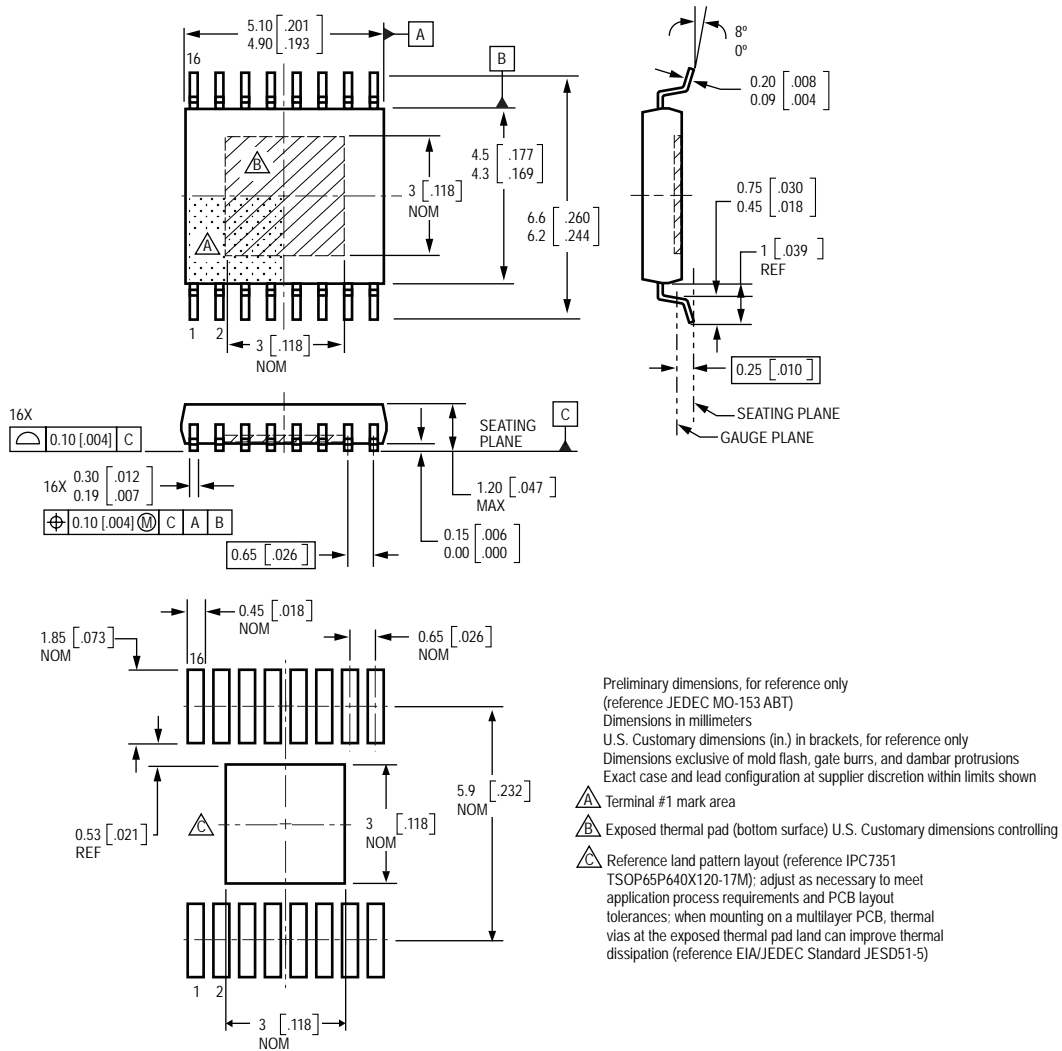 5.10 [.201]
4.90 [.193]
A
8º
0º
16
B
0.20 [.008]
0.09 [.004]
B
4.5 [.177]
4.3 [.169]
3 [.118]
NOM
6.6 [.260]
6.2 [.244]
0.75 [.030]
0.45 [.018]
A
1 [.039]
REF
1 2
3 [.118]
NOM
0.25 [.010]
SEATING PLANE
GAUGE PLANE
16X
0.10 [.004] C
SEATING
PLANE
C
16X 0.30 [.012]
0.19 [.007]
0.10 [.004] Ⓜ C A B
1.20 [.047]
MAX
0.15 [.006]
0.00 [.000]
0.65 [.026]
0.45 [.018]
NOM
1.85 [.073]
NOM
0.65 [.026]
NOM
16
5.9 [.232]
NOM
0.53 [.021]
REF
C
3 [.118]
NOM
1 2
3 [.118]
NOM
Preliminary dimensions, for reference only
(reference JEDEC MO-153 ABT)
Dimensions in millimeters
U.S. Customary dimensions (in.) in brackets, for reference only
Dimensions exclusive of mold flash, gate burrs, and dambar protrusions
Exact case and lead configuration at supplier discretion within limits shown
A Terminal #1 mark area
B Exposed thermal pad (bottom surface) U.S. Customary dimensions controlling
C Reference land pattern layout (reference IPC7351
TSOP65P640X120-17M); adjust as necessary to meet
application process requirements and PCB layout
tolerances; when mounting on a multilayer PCB, thermal
vias at the exposed thermal pad land can improve thermal
dissipation (reference EIA/JEDEC Standard JESD51-5)